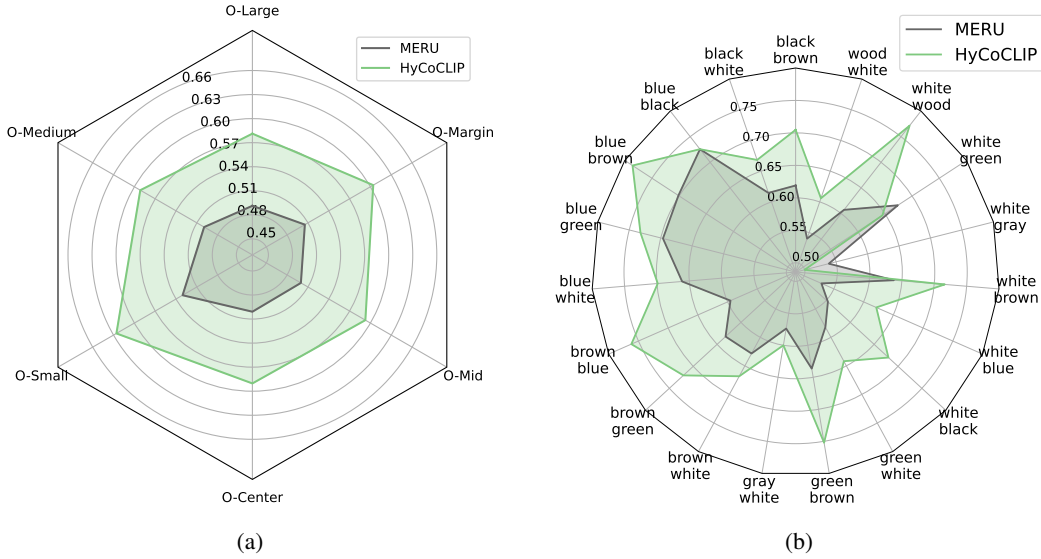 O-Large
MERU
HyCoCLIP
0.66
0.63
0.60
0.57
0.54
0.51
0.48
0.45
O-Medium
O-Margin
O-Small
O-Mid
O-Center
(a)
MERU
HyCoCLIP
black
brown
black
white
wood
white
blue
black
white
wood
blue
brown
white
green
blue
green
white
gray
blue
white
white
brown
brown
blue
white
blue
brown
green
white
black
brown
white
green
white
gray
white
green
brown
0.75
0.70
0.65
0.60
0.55
0.50
(b)